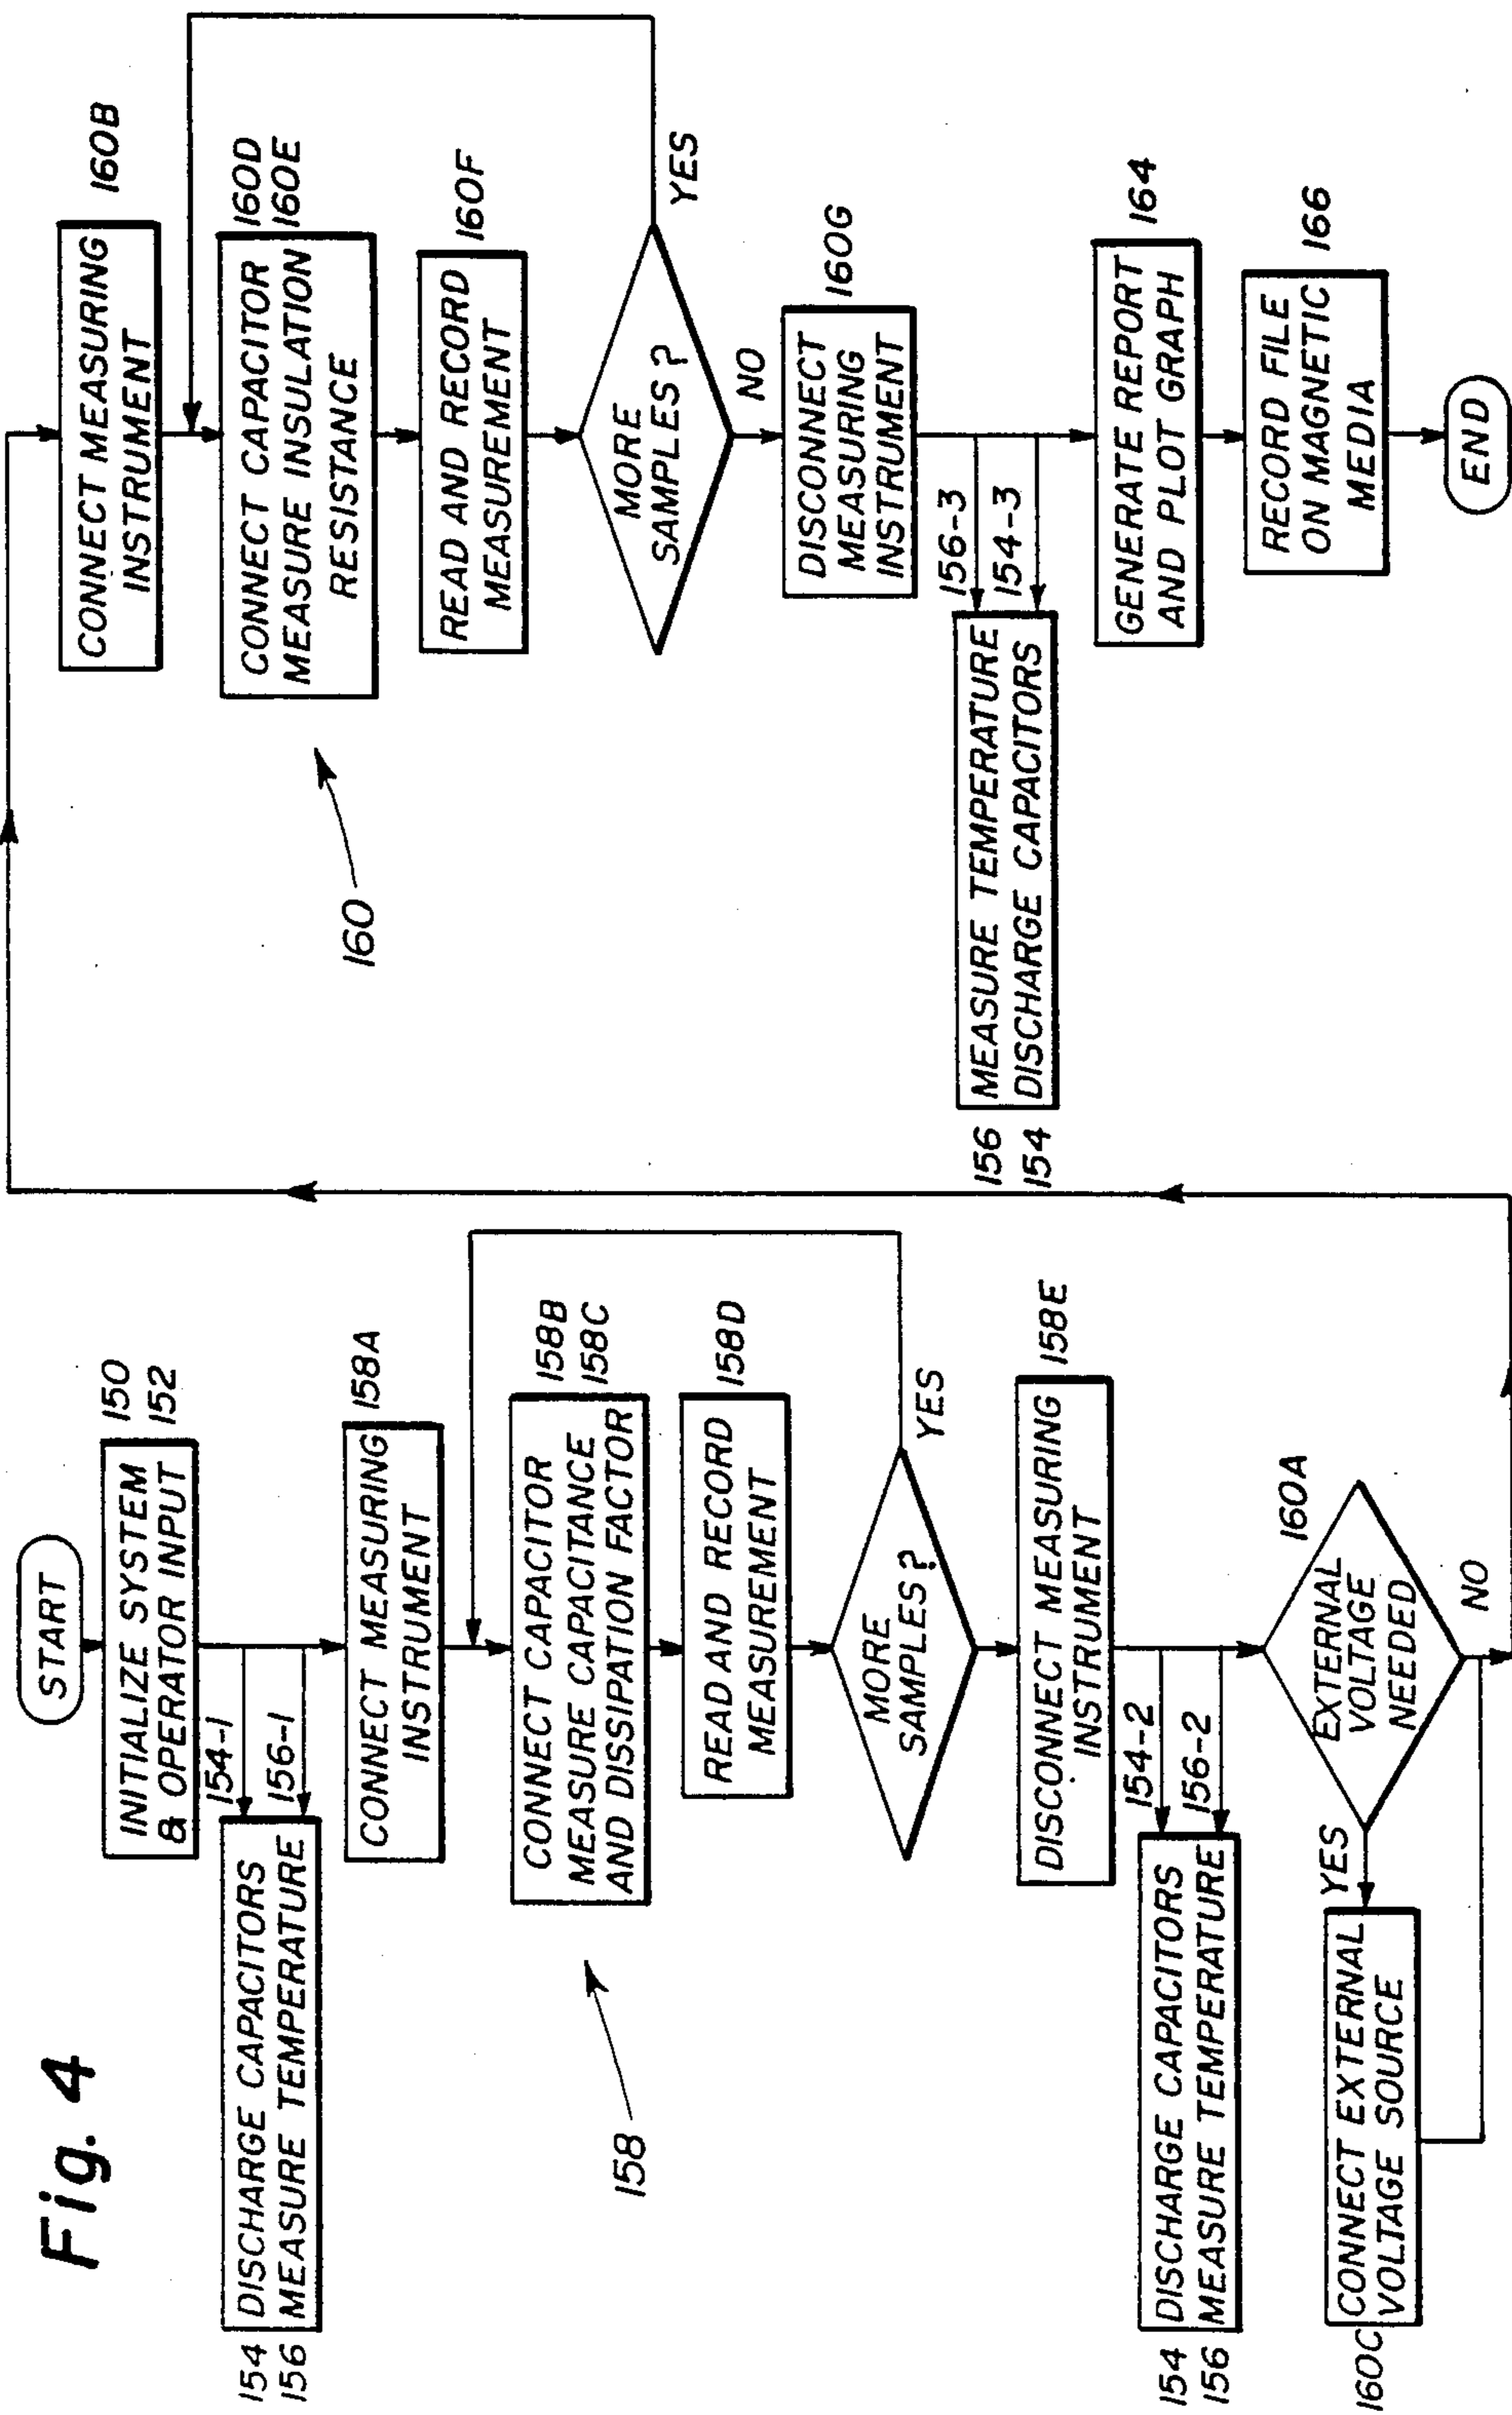 Fig. 4
START
INITIALIZE SYSTEM
& OPERATOR INPUT
150
152
154-1
156-1
154 DISCHARGE CAPACITORS
156 MEASURE TEMPERATURE
CONNECT MEASURING
INSTRUMENT
158A
CONNECT CAPACITOR
MEASURE CAPACITANCE
AND DISSIPATION FACTOR
158B
158C
READ AND RECORD
MEASUREMENT
158D
MORE
SAMPLES?
YES
158
DISCONNECT MEASURING
INSTRUMENT
158E
154-2
156-2
154 DISCHARGE CAPACITORS
156 MEASURE TEMPERATURE
EXTERNAL
VOLTAGE
NEEDED
160A
YES
NO
160C CONNECT EXTERNAL
VOLTAGE SOURCE
CONNECT MEASURING
INSTRUMENT
160B
CONNECT CAPACITOR
MEASURE INSULATION
RESISTANCE
160D
160E
160
READ AND RECORD
MEASUREMENT
160F
MORE
SAMPLES?
YES
NO
DISCONNECT
MEASURING
INSTRUMENT
160G
156-3
154-3
156 MEASURE TEMPERATURE
154 DISCHARGE CAPACITORS
GENERATE REPORT
AND PLOT GRAPH
164
RECORD FILE
ON MAGNETIC
MEDIA
166
END